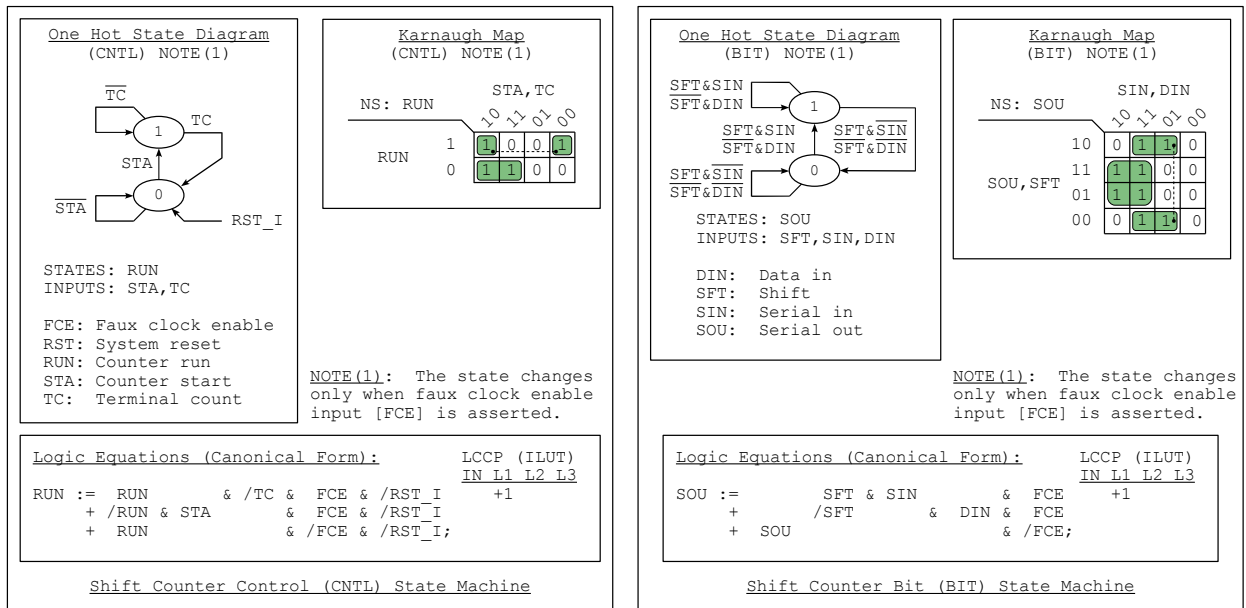 One Hot State Diagram
(CNTL) NOTE(1)
TC
1
TC
STA
0
STA
RST_I
STATES: RUN
INPUTS: STA,TC
FCE: Faux clock enable
RST: System reset
RUN: Counter run
STA: Counter start
TC: Terminal count
Karnaugh Map
(CNTL) NOTE(1)
STA,TC
NS: RUN
10 11 01 00
RUN
1 1 0 0 1
0 1 1 0 0
NOTE(1): The state changes
only when faux clock enable
input [FCE] is asserted.
Logic Equations (Canonical Form): LCCP (ILUT)
IN L1 L2 L3
RUN := RUN & /TC & FCE & /RST_I +1
+ /RUN & STA & FCE & /RST_I
+ RUN & /FCE & /RST_I;
Shift Counter Control (CNTL) State Machine
One Hot State Diagram
(BIT) NOTE(1)
SFT&SIN
SFT&DIN
1
SFT&SIN SFT&SIN
SFT&DIN SFT&DIN
SFT&SIN
SFT&DIN
0
STATES: SOU
INPUTS: SFT,SIN,DIN
DIN: Data in
SFT: Shift
SIN: Serial in
SOU: Serial out
Karnaugh Map
(BIT) NOTE(1)
SIN,DIN
NS: SOU
10 11 01 00
SOU,SFT
10 0 1 1 0
11 1 1 0 0
01 1 1 0 0
00 0 1 1 0
NOTE(1): The state changes
only when faux clock enable
input [FCE] is asserted.
Logic Equations (Canonical Form): LCCP (ILUT)
IN L1 L2 L3
SOU := SFT & SIN & FCE +1
+ /SFT & DIN & FCE
+ SOU & /FCE;
Shift Counter Bit (BIT) State Machine